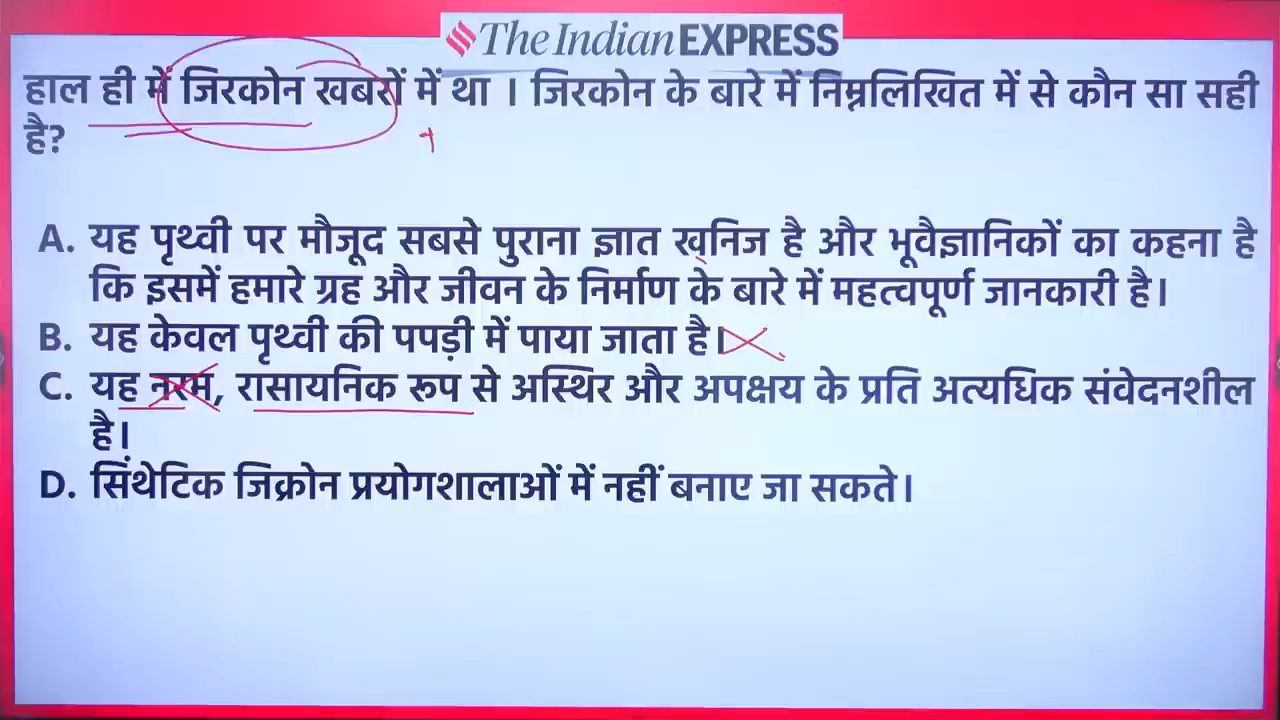 The Indian EXPRESS
हाल ही में जिरकोन खबरों में था । जिरकोन के बारे में निम्नलिखित में से कौन सा सही
है?
A. यह पृथ्वी पर मौजूद सबसे पुराना ज्ञात खनिज है और भूवैज्ञानिकों का कहना है
कि इसमें हमारे ग्रह और जीवन के निर्माण के बारे में महत्वपूर्ण जानकारी है।
B. यह केवल पृथ्वी की पपड़ी में पाया जाता है।
C. यह नरम, रासायनिक रूप से अस्थिर और अपक्षय के प्रति अत्यधिक संवेदनशील
है।
D. सिंथेटिक जिक्रोन प्रयोगशालाओं में नहीं बनाए जा सकते।